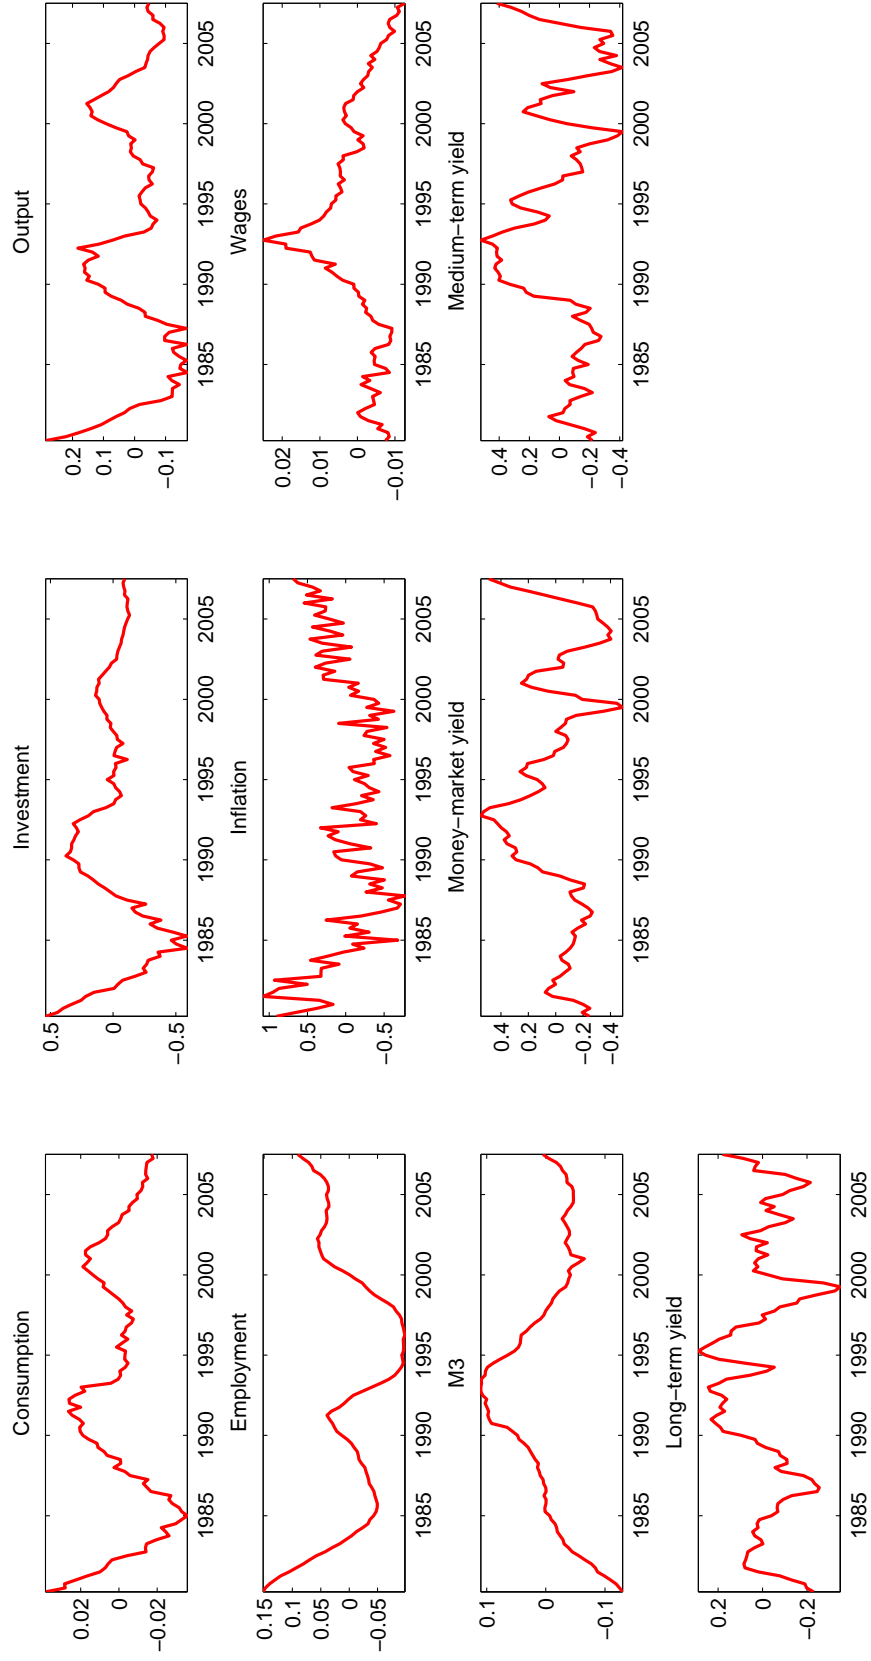 Consumption
0.02
0
−0.02
1985 1990 1995 2000 2005
Investment
0.5
0
−0.5
1985 1990 1995 2000 2005
Output
0.2
0.1
0
−0.1
1985 1990 1995 2000 2005
Employment
0.15
0.1
0.05
0
−0.05
1985 1990 1995 2000 2005
Inflation
1
0.5
0
−0.5
1985 1990 1995 2000 2005
Wages
0.02
0.01
0
−0.01
1985 1990 1995 2000 2005
M3
0.1
0
−0.1
1985 1990 1995 2000 2005
Money−market yield
0.4
0.2
0
−0.2
−0.4
1985 1990 1995 2000 2005
Medium−term yield
0.4
0.2
0
−0.2
−0.4
1985 1990 1995 2000 2005
Long−term yield
0.2
0
−0.2
1985 1990 1995 2000 2005